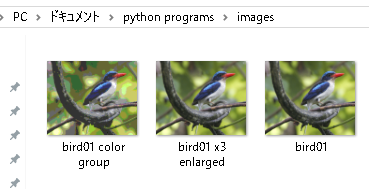 > PC > ドキュメント > python programs > images
bird01 color group
bird01 x3 enlarged
bird01